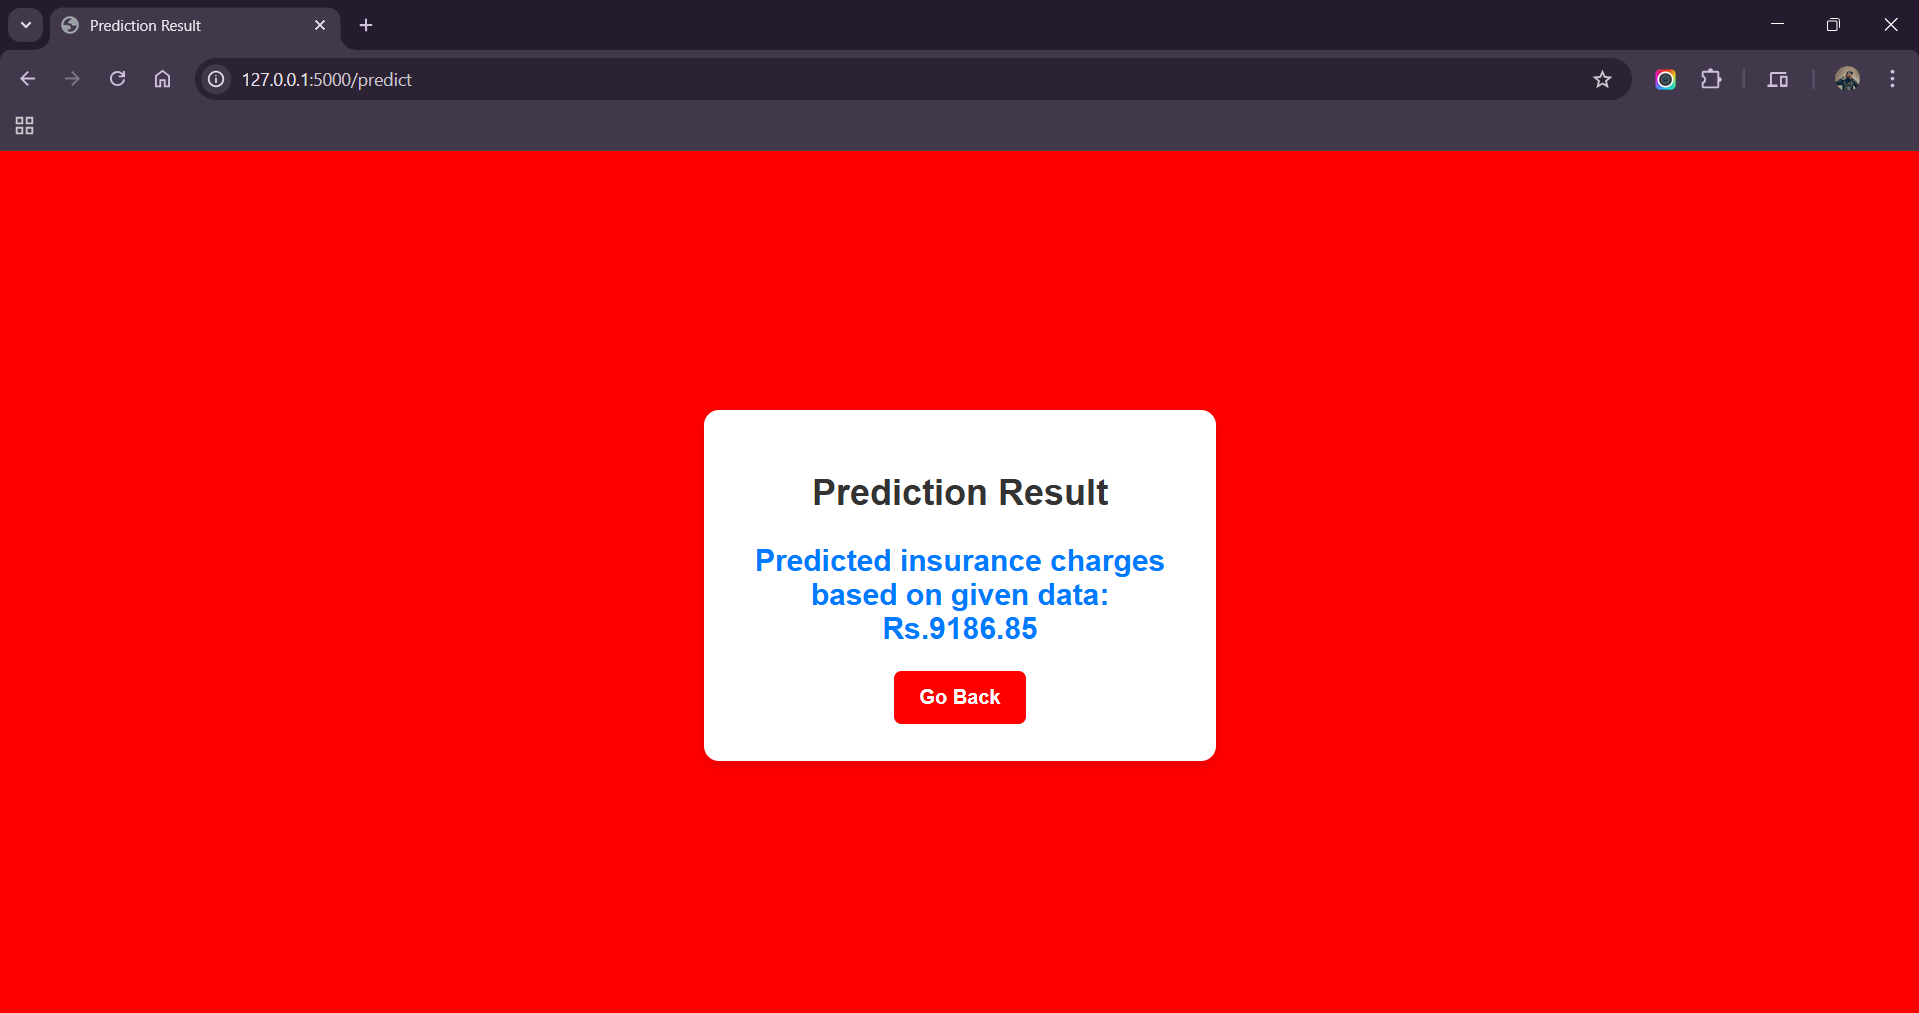 Prediction Result
127.0.0.1:5000/predict
Prediction Result
Predicted insurance charges
based on given data:
Rs.9186.85
Go Back